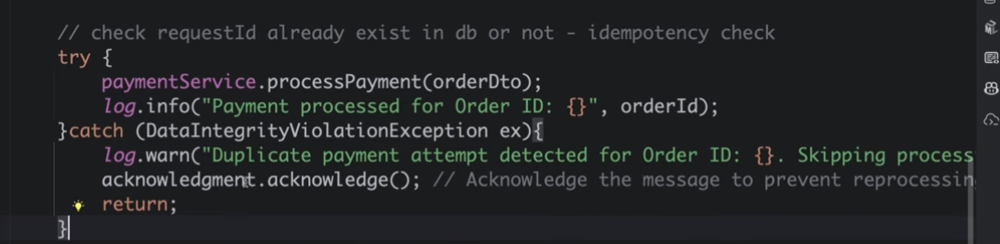 // check requestId already exist in db or not - idempotency check
try {
paymentService.processPayment(orderDto);
log.info("Payment processed for Order ID: {}", orderId);
}catch (DataIntegrityViolationException ex){
log.warn("Duplicate payment attempt detected for Order ID: {}. Skipping process
acknowledgment.acknowledge(); // Acknowledge the message to prevent reprocessing
return;
}